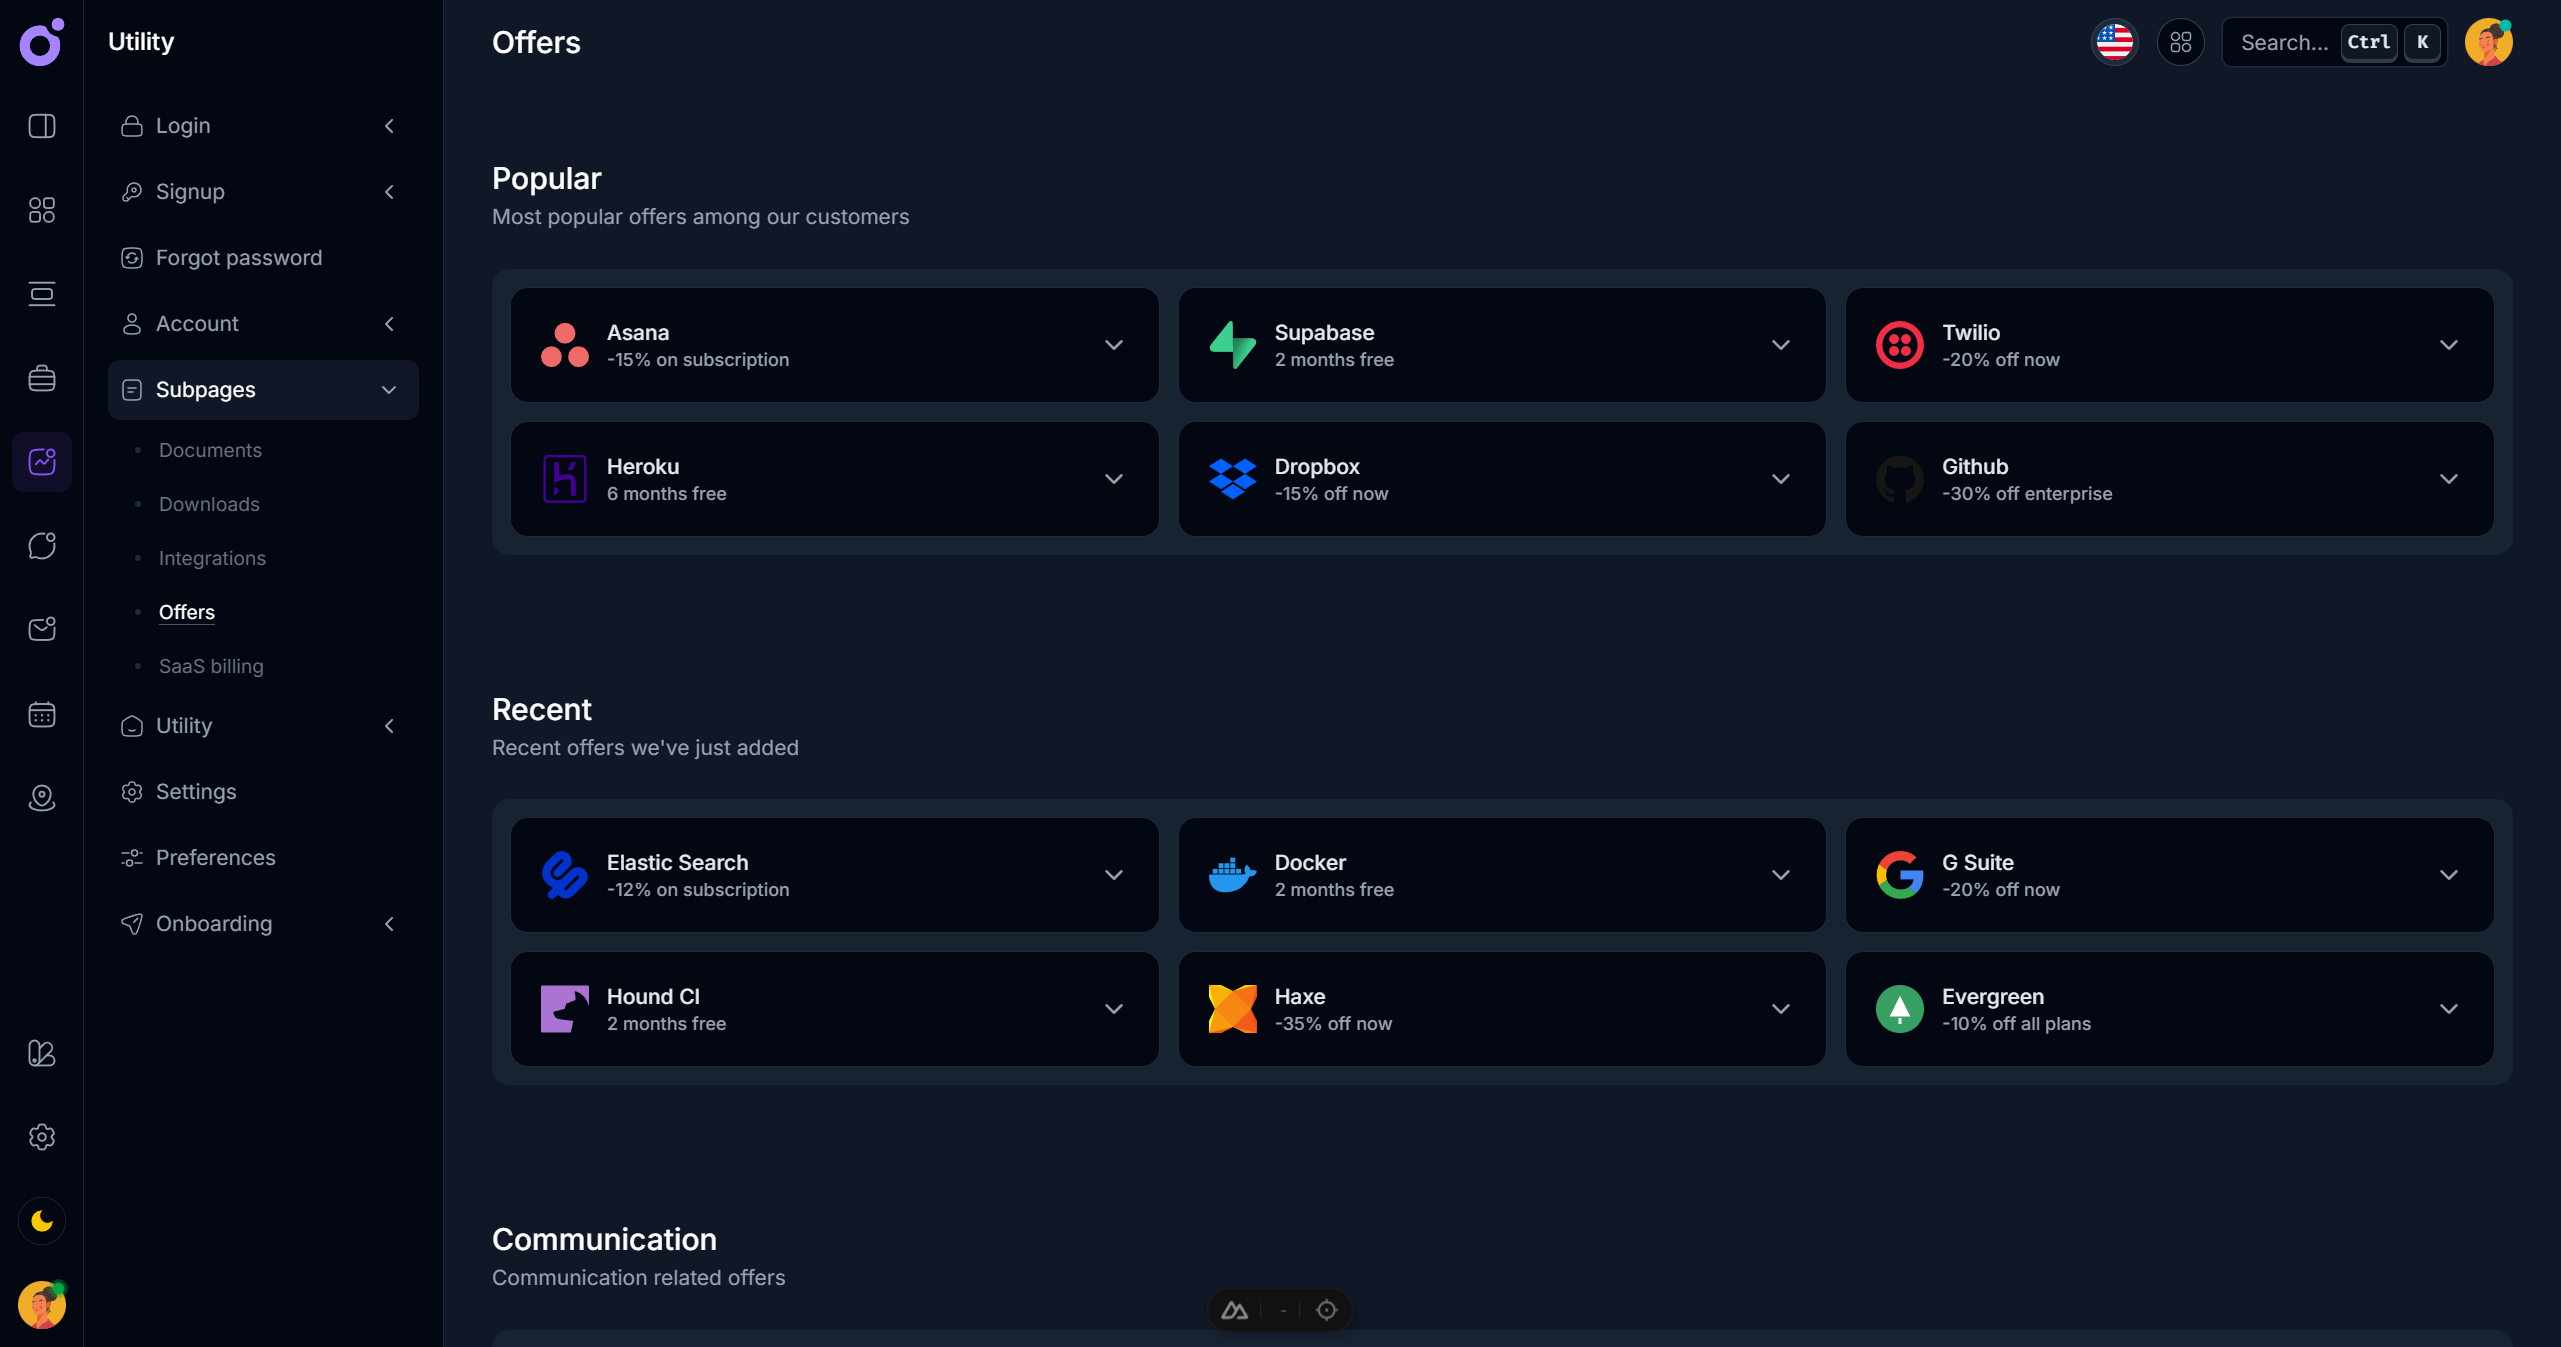 Utility
Login
Signup
Forgot password
Account
Subpages
Documents
Downloads
Integrations
Offers
SaaS billing
Utility
Settings
Preferences
Onboarding
Offers
Search... Ctrl K
Popular
Most popular offers among our customers
Asana
-15% on subscription
Supabase
2 months free
Twilio
-20% off now
Heroku
6 months free
Dropbox
-15% off now
Github
-30% off enterprise
Recent
Recent offers we've just added
Elastic Search
-12% on subscription
Docker
2 months free
G Suite
-20% off now
Hound CI
2 months free
Haxe
-35% off now
Evergreen
-10% off all plans
Communication
Communication related offers
-